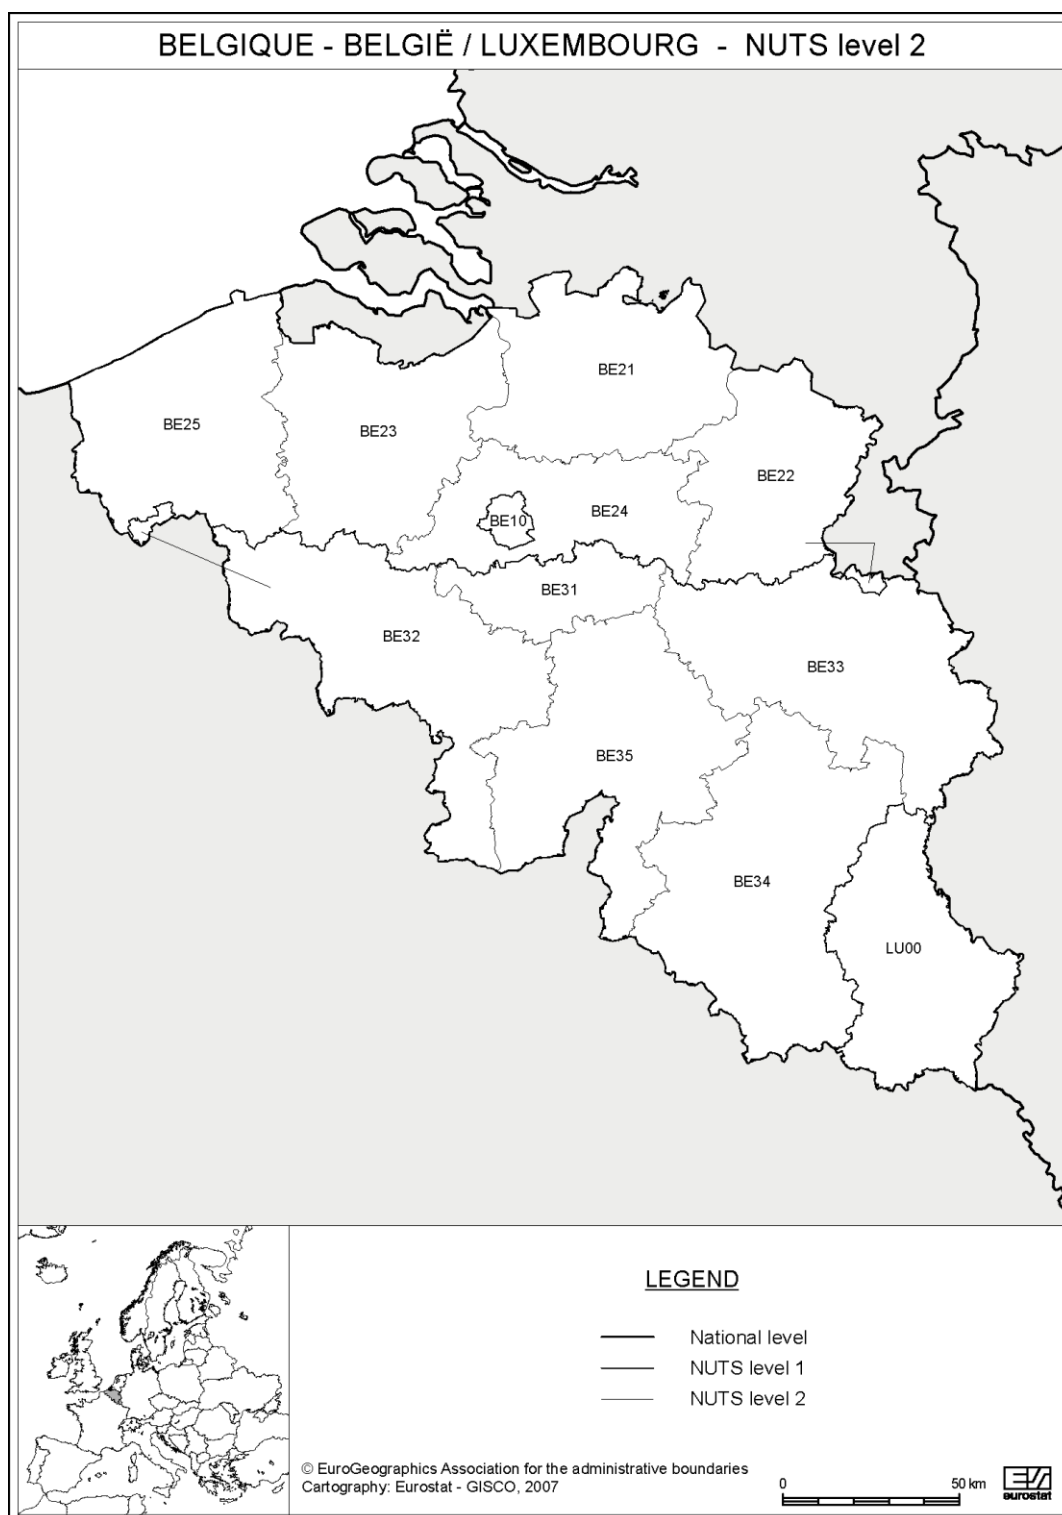 BELGIQUE - BELGIË / LUXEMBOURG - NUTS level 2
BE21
BE25
BE23
BE22
BE24
BE10
BE31
BE32
BE33
BE35
BE34
LU00
LEGEND
National level
NUTS level 1
NUTS level 2
© EuroGeographics Association for the administrative boundaries
Cartography: Eurostat - GISCO, 2007
0 50 km
eurostat